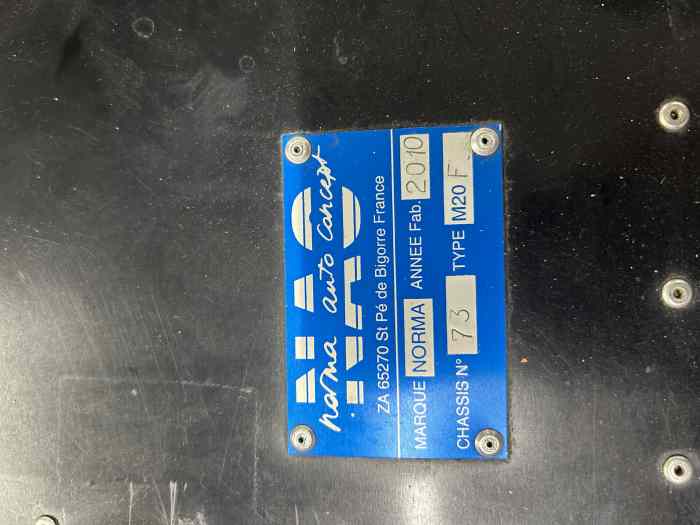 NAC
norma auto concept
ZA 65270 St Pé de Bigorre France
MARQUE NORMA ANNEE Fab. 2010
CHASSIS N° 73 TYPE M20 F